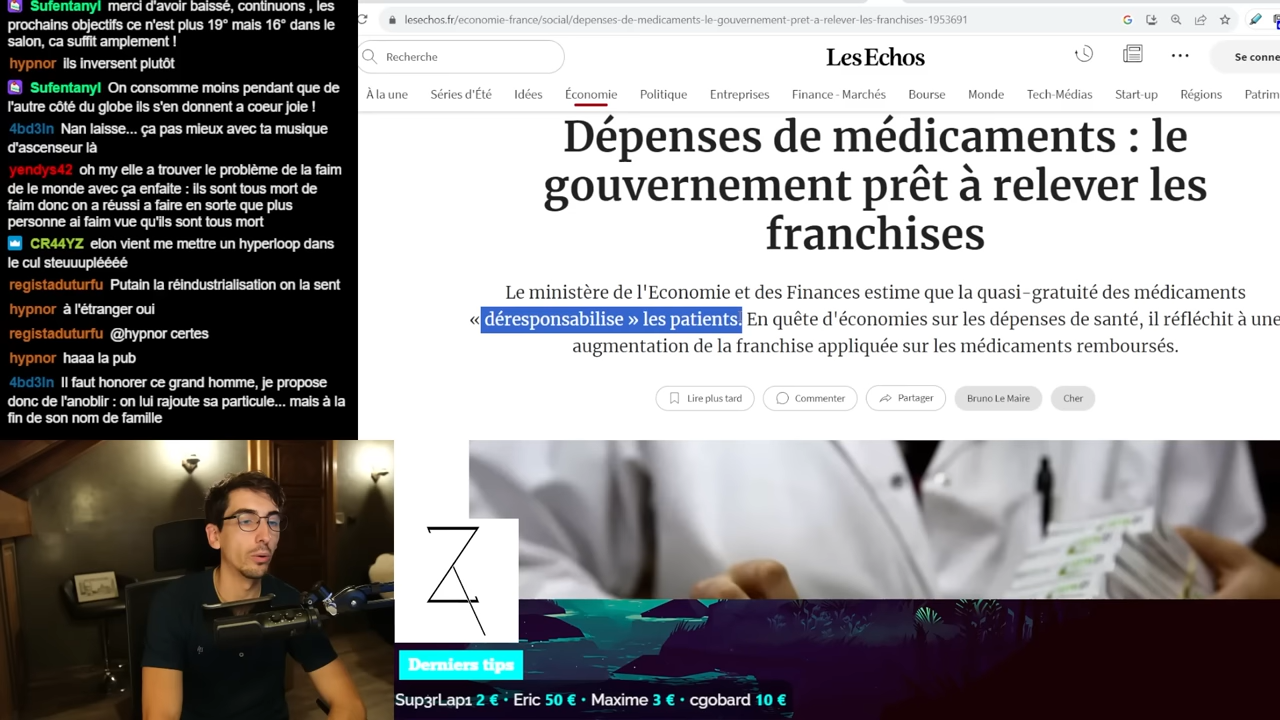 Sufentanyl merci d'avoir baissé, continuons , les
prochains objectifs ce n'est plus 19° mais 16° dans le
salon, ca suffit amplement !
hypnor ils inversent plutôt
Sufentanyl On consomme moins pendant que de
l'autre côté du globe ils s'en donnent a coeur joie !
4bd3ln Nan laisse... ça pas mieux avec ta musique
d'ascenseur là
yendys42 oh my elle a trouver le problème de la faim
de le monde avec ça enfaite : ils sont tous mort de
faim donc on a réussi a faire en sorte que plus
personne ai faim vue qu'ils sont tous mort
CR44YZ elon vient me mettre un hyperloop dans
le cul steuuupléééé
registaduturfu Putain la réindustrialisation on la sent
hypnor à l'étranger oui
registaduturfu @hypnor certes
hypnor haaa la pub
4bd3ln Il faut honorer ce grand homme, je propose
donc de l'anoblir : on lui rajoute sa particule... mais à la
fin de son nom de famille
lesechos.fr/economie-france/social/depenses-de-medicaments-le-gouvernement-pret-a-relever-les-franchises-1953691
Recherche
Les Echos
Se conne
À la une Séries d'Été Idées Économie Politique Entreprises Finance - Marchés Bourse Monde Tech-Médias Start-up Régions Patrim
Dépenses de médicaments : le
gouvernement prêt à relever les
franchises
Le ministère de l'Economie et des Finances estime que la quasi-gratuité des médicaments
« déresponsabilise » les patients. En quête d'économies sur les dépenses de santé, il réfléchit à une
augmentation de la franchise appliquée sur les médicaments remboursés.
Lire plus tard Commenter Partager Bruno Le Maire Cher
Derniers tips
Sup3rLap1 2 € • Eric 50 € • Maxime 3 € • cgobard 10 €